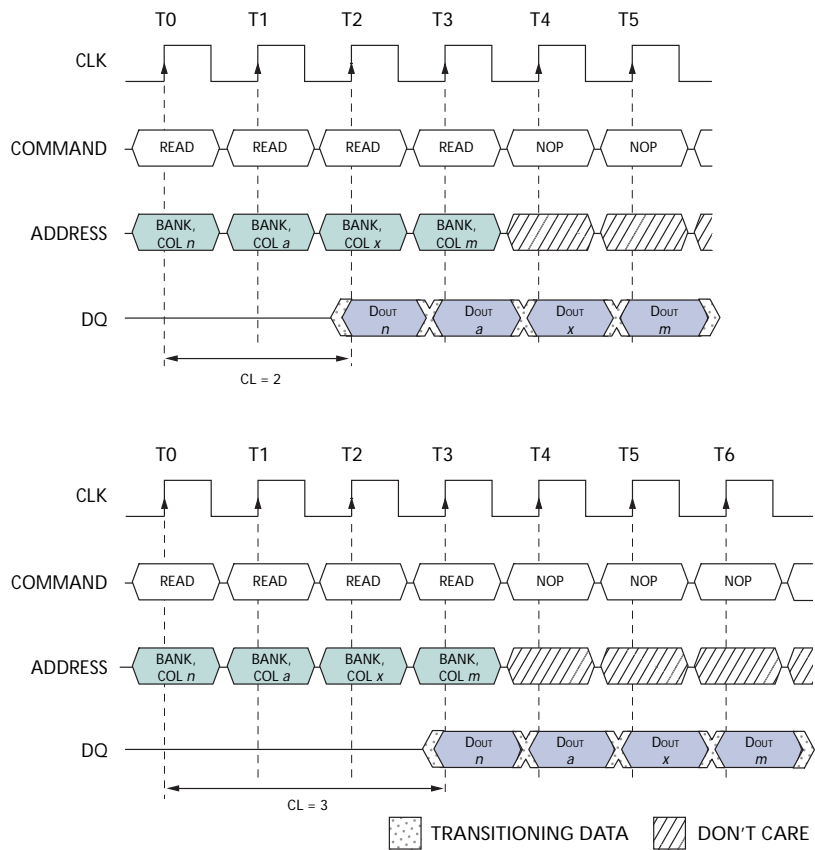 T0 T1 T2 T3 T4 T5
CLK
COMMAND READ READ READ READ NOP NOP
ADDRESS BANK, COL n BANK, COL a BANK, COL x BANK, COL m
DQ DOUT n DOUT a DOUT x DOUT m
CL = 2
T0 T1 T2 T3 T4 T5 T6
CLK
COMMAND READ READ READ READ NOP NOP NOP
ADDRESS BANK, COL n BANK, COL a BANK, COL x BANK, COL m
DQ DOUT n DOUT a DOUT x DOUT m
CL = 3
TRANSITIONING DATA DON'T CARE